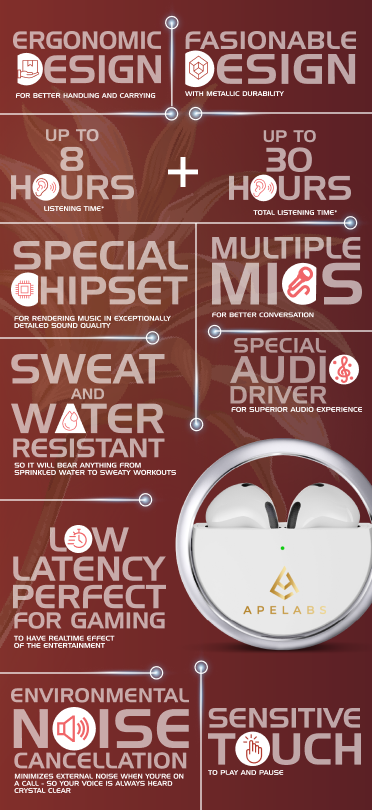 ERGONOMIC
DESIGN
FOR BETTER HANDLING AND CARRYING
FASIONABLE
DESIGN
WITH METALLIC DURABILITY
UP TO
8
HOURS
LISTENING TIME*
+
UP TO
30
HOURS
TOTAL LISTENING TIME*
SPECIAL
CHIPSET
FOR RENDERING MUSIC IN EXCEPTIONALLY
DETAILED SOUND QUALITY
MULTIPLE
MICS
FOR BETTER CONVERSATION
SPECIAL
AUDIO
DRIVER
FOR SUPERIOR AUDIO EXPERIENCE
SWEAT
AND
WATER
RESISTANT
SO IT WILL BEAR ANYTHING FROM
SPRINKLED WATER TO SWEATY WORKOUTS
LOW
LATENCY
PERFECT
FOR GAMING
TO HAVE REALTIME EFFECT
OF THE ENTERTAINMENT
APELABS
ENVIRONMENTAL
NOISE
CANCELLATION
MINIMIZES EXTERNAL NOISE WHEN YOU'RE ON
A CALL - SO YOUR VOICE IS ALWAYS HEARD
CRYSTAL CLEAR
SENSITIVE
TOUCH
TO PLAY AND PAUSE